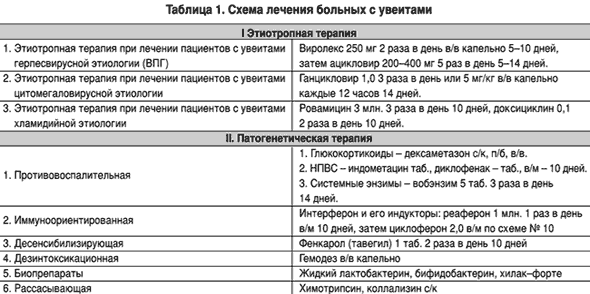 Таблица 1. Схема лечения больных с увеитами
I Этиотропная терапия
1. Этиотропная терапия при лечении пациентов с увеитами
герпесвирусной этиологии (ВПГ)
Виролекс 250 мг 2 раза в день в/в капельно 5–10 дней,
затем ацикловир 200–400 мг 5 раз в день 5–14 дней.
2. Этиотропная терапия при лечении пациентов с увеитами
цитомегаловирусной этиологии
Ганцикловир 1,0 3 раза в день или 5 мг/кг в/в капельно
каждые 12 часов 14 дней.
3. Этиотропная терапия при лечении пациентов с увеитами
хламидийной этиологии
Ровамицин 3 млн. 3 раза в день 10 дней, доксициклин 0,1
2 раза в день 10 дней.
II. Патогенетическая терапия
1. Противовоспалительная
1. Глюкокортикоиды – дексаметазон с/к, п/б, в/в.
2. НПВС – индометацин таб., диклофенак – таб., в/м – 10 дней.
3. Системные энзимы – вобэнзим 5 таб. 3 раза в день
14 дней.
2. Иммуноориентированная
Интерферон и его индукторы: реаферон 1 млн. 1 раз в день
в/м 10 дней, затем циклоферон 2,0 в/м по схеме № 10
3. Десенсибилизирующая
Фенкарол (тавегил) 1 таб. 2 раза в день 10 дней
4. Дезинтоксикационная
Гемодез в/в капельно
5. Биопрепараты
Жидкий лактобактерин, бифидобактерин, хилак–форте
6. Рассасывающая
Химотрипсин, коллализин с/к